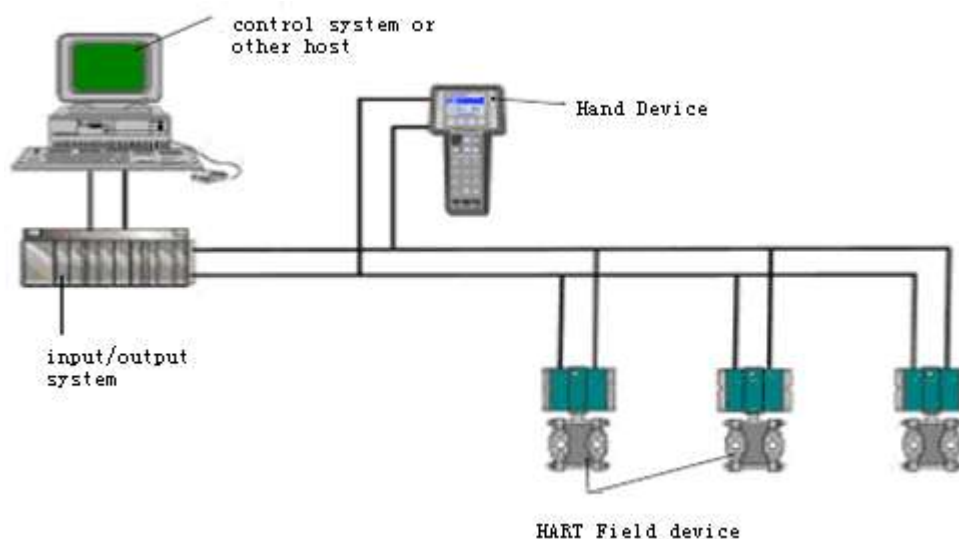 control system or
other host
Hand Device
input/output
system
HART Field device